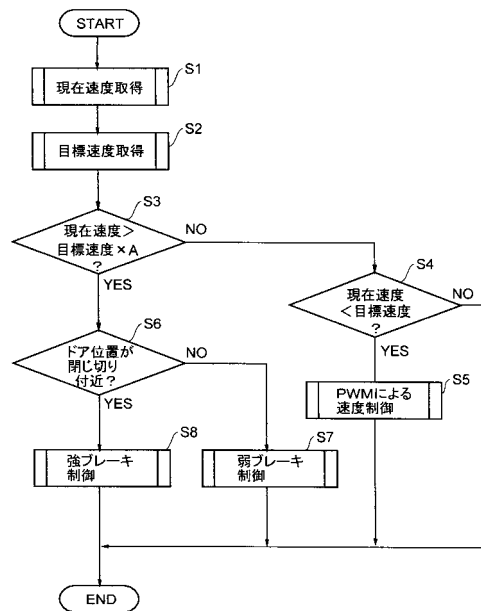 START
S1
現在速度取得
S2
目標速度取得
S3
現在速度>
目標速度×A
?
NO
YES
S4
現在速度
<目標速度
?
NO
YES
S6
ドア位置が
閉じ切り
付近?
NO
YES
S5
PWMによる
速度制御
S8
強ブレーキ
制御
S7
弱ブレーキ
制御
END